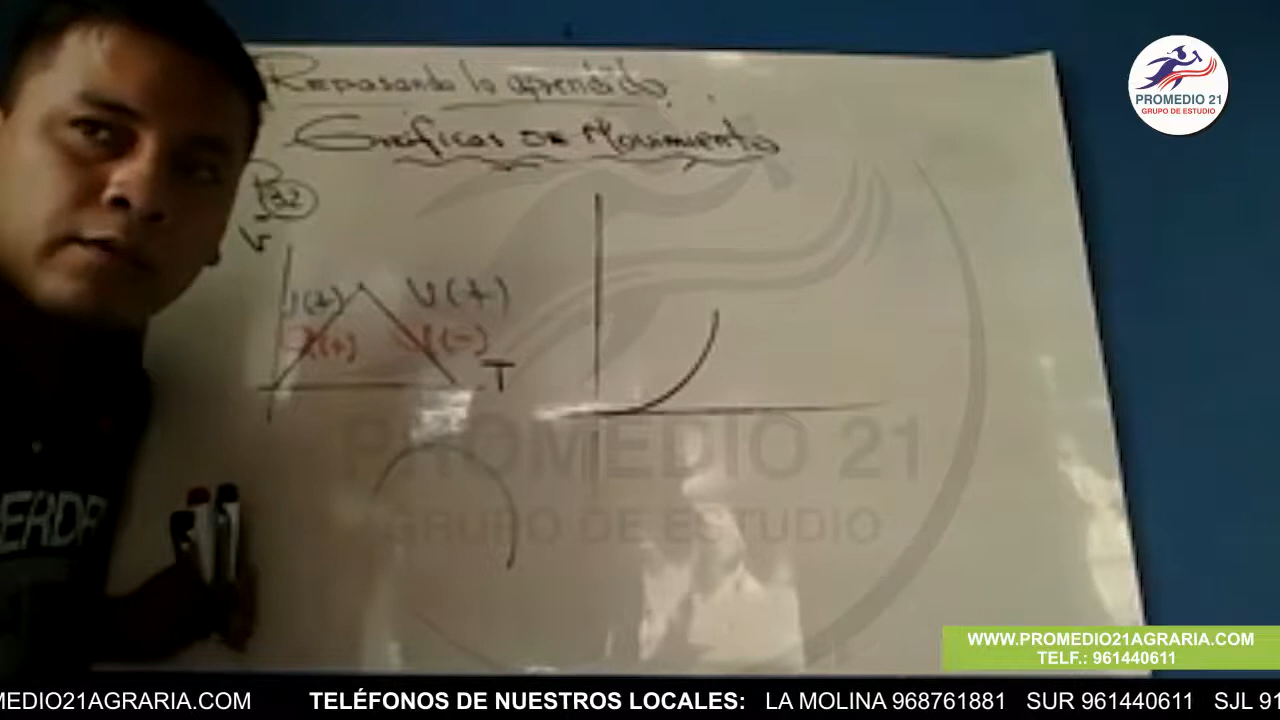 Repasando lo aprendido
Gráficas de Movimiento
PROMEDIO 21
GRUPO DE ESTUDIO
V
V(+) V(+)
(+) (-)
T
PROMEDIO 21
GRUPO DE ESTUDIO
WWW.PROMEDIO21AGRARIA.COM
TELF.: 961440611
MEDIO21AGRARIA.COM TELÉFONOS DE NUESTROS LOCALES: LA MOLINA 968761881 SUR 961440611 SJL 91